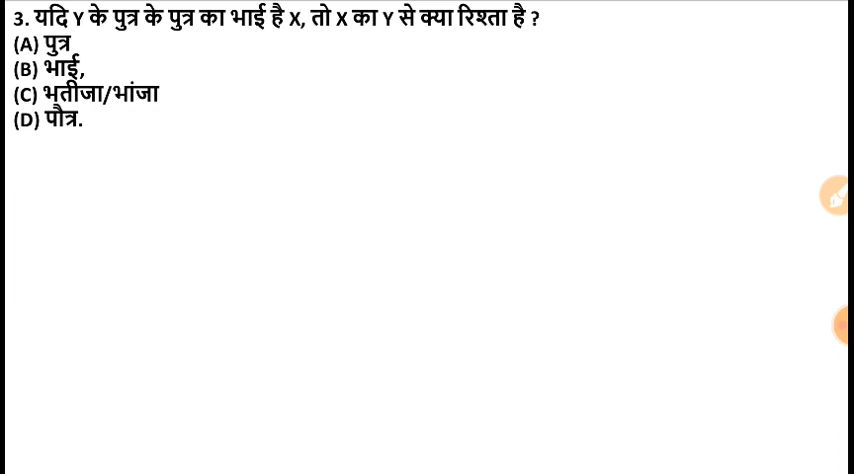 3. यदि Y के पुत्र के पुत्र का भाई है X, तो X का Y से क्या रिश्ता है ?
(A) पुत्र
(B) भाई,
(C) भतीजा/भांजा
(D) पौत्र.